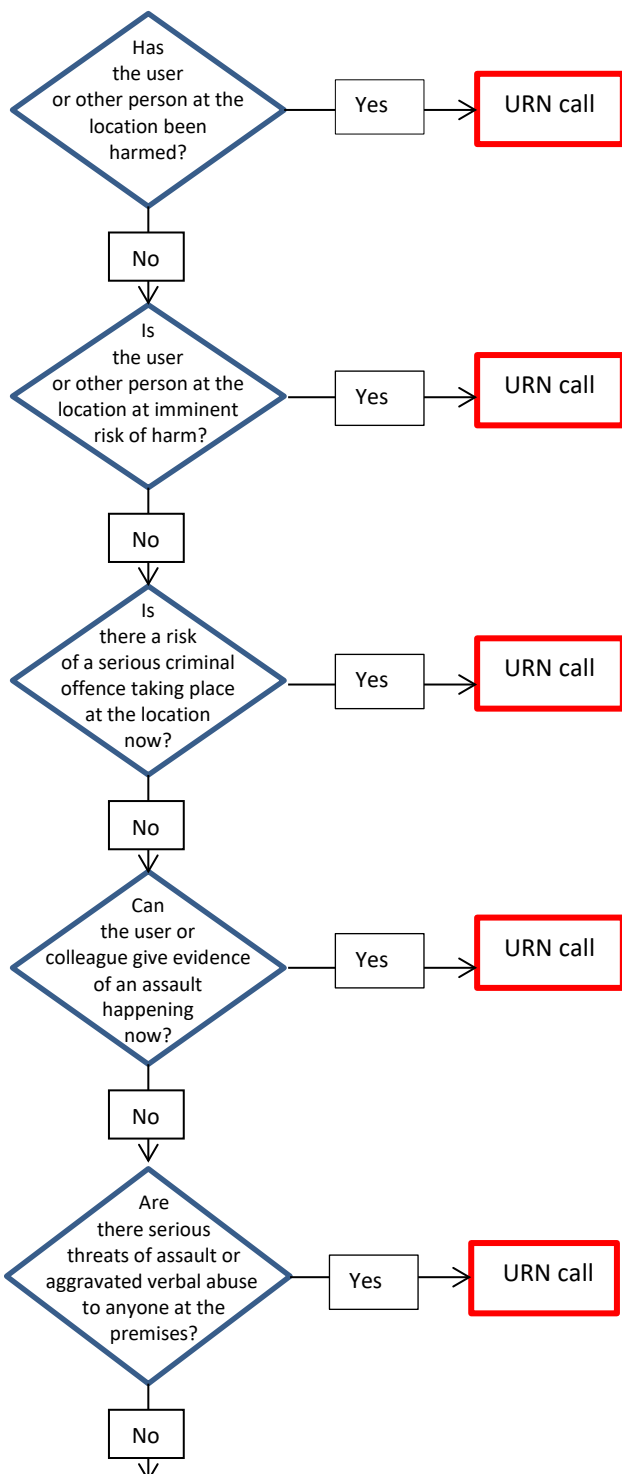 Has
the user
or other person at the
location been
harmed?
Yes
URN call
No
Is
the user
or other person at the
location at imminent
risk of harm?
Yes
URN call
No
Is
there a risk
of a serious criminal
offence taking place
at the location
now?
Yes
URN call
No
Can
the user or
colleague give evidence
of an assault
happening
now?
Yes
URN call
No
Are
there serious
threats of assault or
aggravated verbal abuse
to anyone at the
premises?
Yes
URN call
No